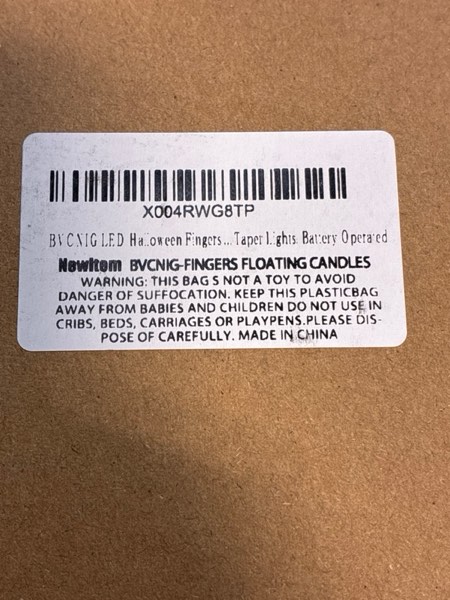 X004RWG8TP
BVCNIG LED Halloween Fingers... Taper Lights, Battery Operated
NewItem BVCNIG-FINGERS FLOATING CANDLES
WARNING: THIS BAG S NOT A TOY TO AVOID
DANGER OF SUFFOCATION. KEEP THIS PLASTICBAG
AWAY FROM BABIES AND CHILDREN DO NOT USE IN
CRIBS, BEDS, CARRIAGES OR PLAYPENS.PLEASE DIS-
POSE OF CAREFULLY. MADE IN CHINA